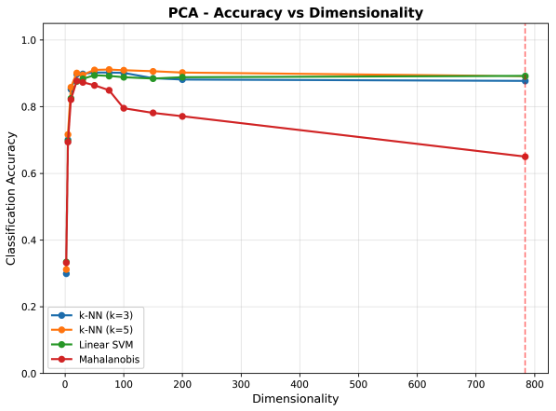 PCA - Accuracy vs Dimensionality
Classification Accuracy
1.0
0.8
0.6
0.4
0.2
0.0
k-NN (k=3)
k-NN (k=5)
Linear SVM
Mahalanobis
0 100 200 300 400 500 600 700 800
Dimensionality